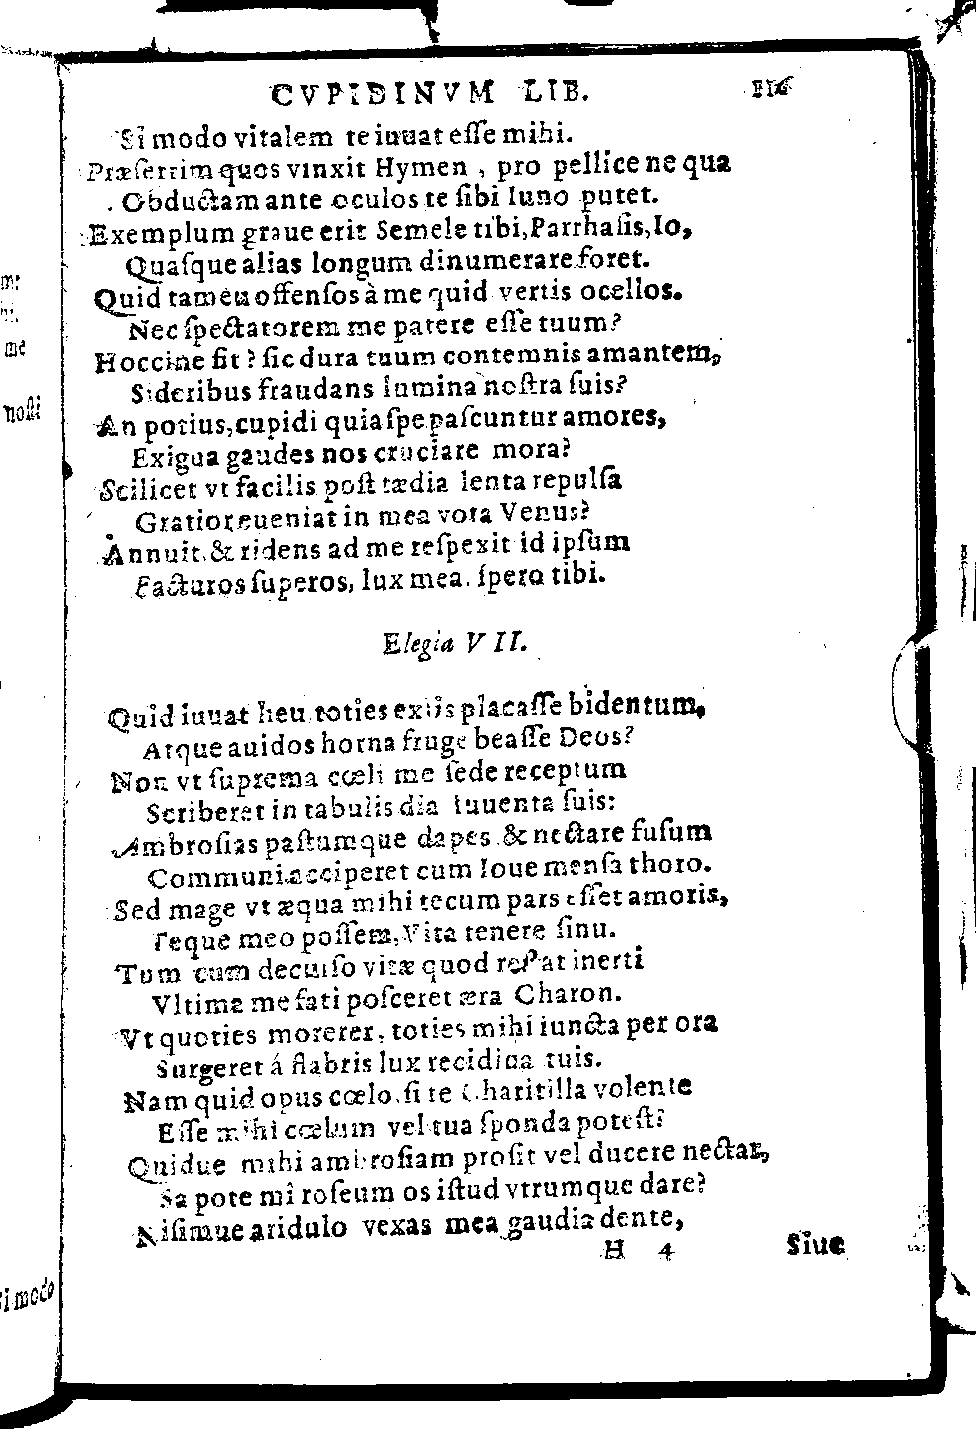 CVPIDINVM LIB.
Si modo vitalem te iuuat eſſe mihi.
Præſertim quos vinxit Hymen, pro pellice ne qua
Obductam ante oculos te ſibi Iuno putet.
Exemplum graue erit Semele tibi, Parrhaſis, Io,
Quaſque alias longum dinumerare foret.
Quid tameu offenſos à me quid vertis ocellos.
Nec ſpectatorem me patere eſſe tuum?
Hoccine fit? ſic dura tuum contemnis amantem,
Sideribus fraudans lumina noſtra ſuis?
An potius, cupidi quia ſpe paſcuntur amores,
Exigua gaudes nos cruciare mora?
Scilicet vt facilis poſt tædia lenta repulſa
Gratior eueniat in mea vota Venus?
Annuit, & ridens ad me reſpexit id ipſum
Facturos ſuperos, lux mea, ſpero tibi.
Elegia VII.
Quid iuuat heu toties extis placaſſe bidentum,
Atque auidos horna fruge beaſſe Deos?
Non vt ſuprema cœli me ſede receptum
Scriberet in tabulis dia iuuenta ſuis:
Ambroſias paſtumque dapes & nectare fuſum
Communi acciperet cum Ioue menſa thoro.
Sed mage vt æqua mihi tecum pars eſſet amoris,
Teque meo poſſem, Vita tenere ſinu.
Tum cum decurſo vitæ quod reſtat inerti
Vltima me fati poſceret æra Charon.
Vt quoties morerer, toties mihi iuncta per ora
Surgeret á flabris lux recidiua tuis.
Nam quid opus cœlo, ſi te Charitilla volente
Eſſe mihi cœlum vel tua ſponda poteſt?
Quidue mihi ambroſiam proſit vel ducere nectar,
Sa pote mî roſeum os iſtud vtrumque dare?
Niſimue aridulo vexas mea gaudia dente,
H 4 Siue
me
noſti
Si modo